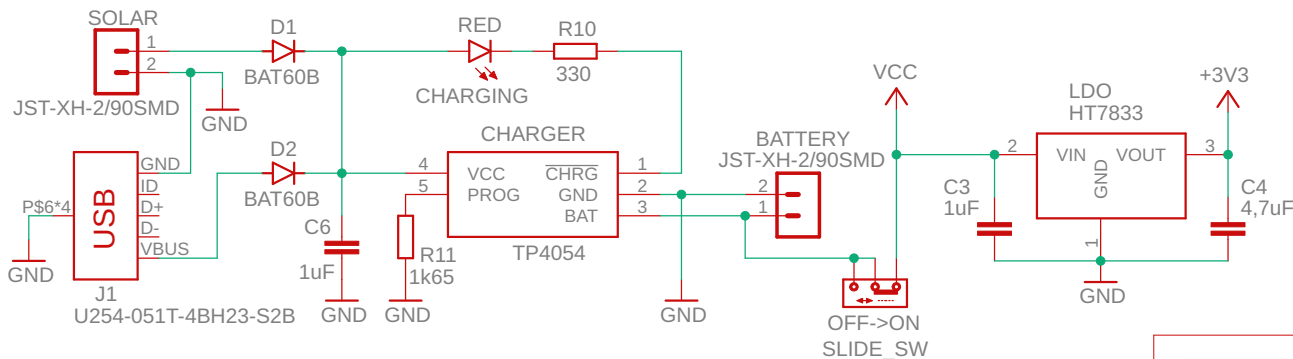 SOLAR
1
2
JST-XH-2/90SMD
GND
D1
BAT60B
RED
CHARGING
R10
330
USB
GND
ID
D+
D-
VBUS
P$6*4
GND
J1
U254-051T-4BH23-S2B
D2
BAT60B
C6
1uF
GND
CHARGER
4
5
VCC
PROG
CHRG
GND
BAT
1
2
3
TP4054
R11
1k65
GND
GND
BATTERY
JST-XH-2/90SMD
2
1
OFF->ON
SLIDE_SW
VCC
LDO
HT7833
2
VIN
VOUT
GND
3
1
C3
1uF
GND
+3V3
C4
4,7uF